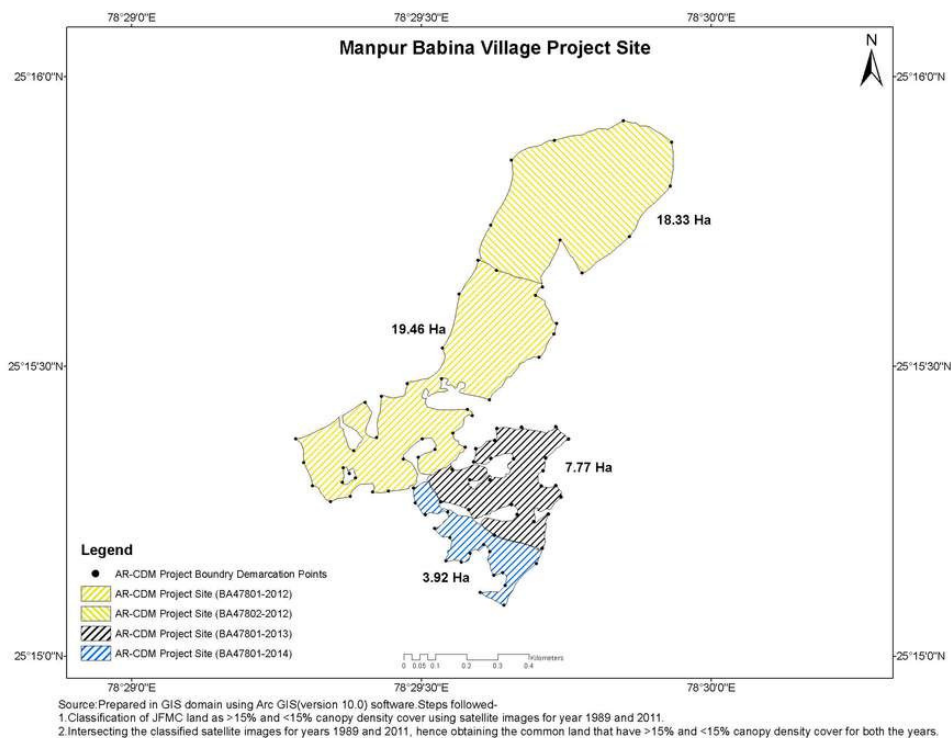 78°29'0"E 78°29'30"E 78°30'0"E
Manpur Babina Village Project Site
N
25°16'0"N 25°16'0"N
18.33 Ha
19.46 Ha
25°15'30"N 25°15'30"N
7.77 Ha
3.92 Ha
Legend
AR-CDM Project Boundry Demarcation Points
AR-CDM Project Site (BA47801-2012)
AR-CDM Project Site (BA47802-2012)
AR-CDM Project Site (BA47801-2013)
AR-CDM Project Site (BA47801-2014)
Kilometers
0 0.05 0.1 0.2 0.3 0.4
25°15'0"N 25°15'0"N
78°29'0"E 78°29'30"E 78°30'0"E
Source:Prepared in GIS domain using Arc GIS(version 10.0) software.Steps followed-
1.Classification of JFMC land as >15% and <15% canopy density cover using satellite images for year 1989 and 2011.
2.Intersecting the classified satellite images for years 1989 and 2011, hence obtaining the common land that have >15% and <15% canopy density cover for both the years.